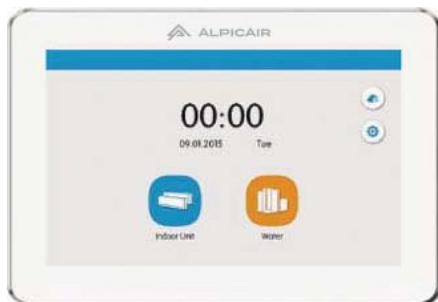 ALPICAIR
00:00
09.01.2015 Tue
Indoor Unit
Water